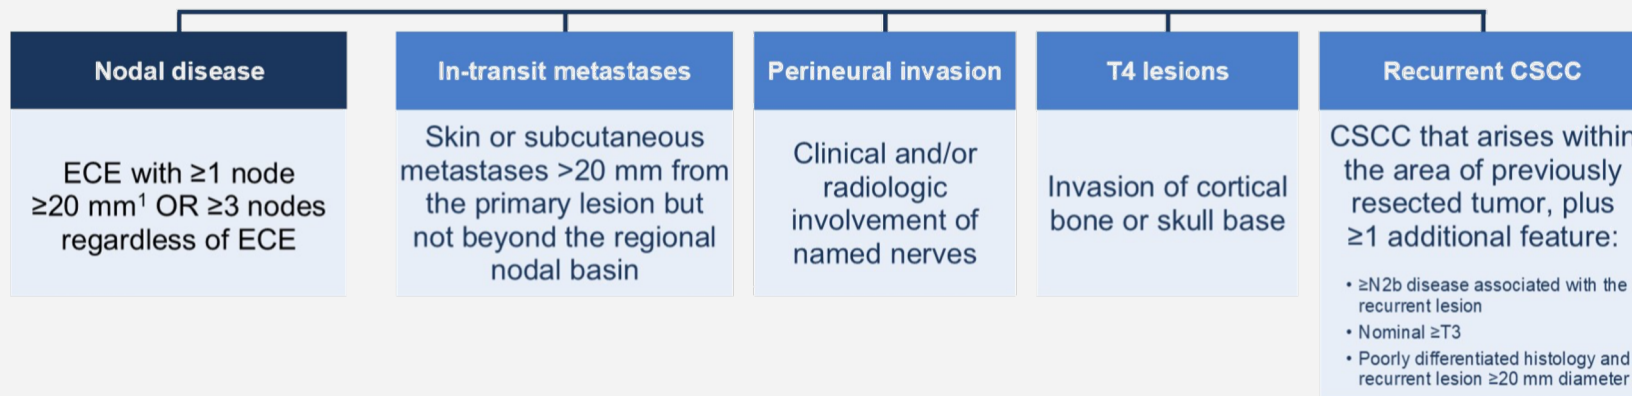 Nodal disease
ECE with ≥1 node
≥20 mm¹ OR ≥3 nodes
regardless of ECE
In-transit metastases
Skin or subcutaneous
metastases >20 mm from
the primary lesion but
not beyond the regional
nodal basin
Perineural invasion
Clinical and/or
radiologic
involvement of
named nerves
T4 lesions
Invasion of cortical
bone or skull base
Recurrent CSCC
CSCC that arises within
the area of previously
resected tumor, plus
≥1 additional feature:
• ≥N2b disease associated with the
recurrent lesion
• Nominal ≥T3
• Poorly differentiated histology and
recurrent lesion ≥20 mm diameter